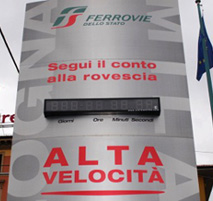 FERROVIE
DELLO STATO
Segui il conto
alla rovescia
Giorni Ore Minuti Secondi
ALTA
VELOCITÀ